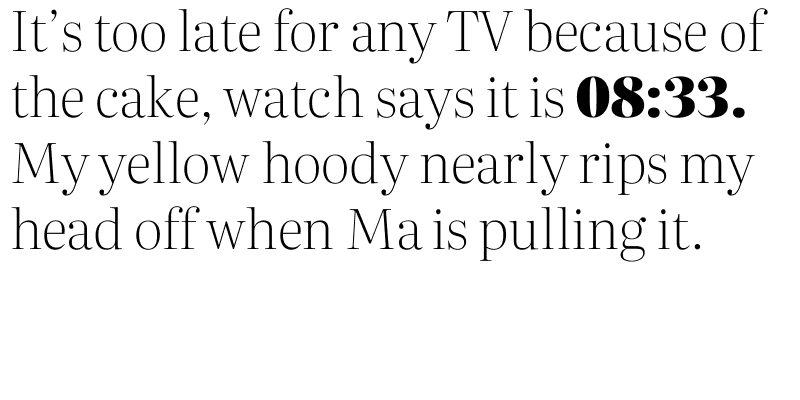 It’s too late for any TV because of
the cake, watch says it is 08:33.
My yellow hoody nearly rips my
head off when Ma is pulling it.